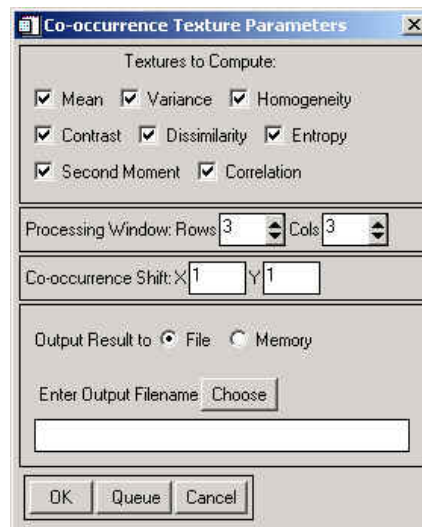 Co-occurrence Texture Parameters
Textures to Compute:
Mean Variance Homogeneity
Contrast Dissimilarity Entropy
Second Moment Correlation
Processing Window: Rows 3 Cols 3
Co-occurrence Shift: X 1 Y 1
Output Result to File Memory
Enter Output Filename Choose
OK Queue Cancel